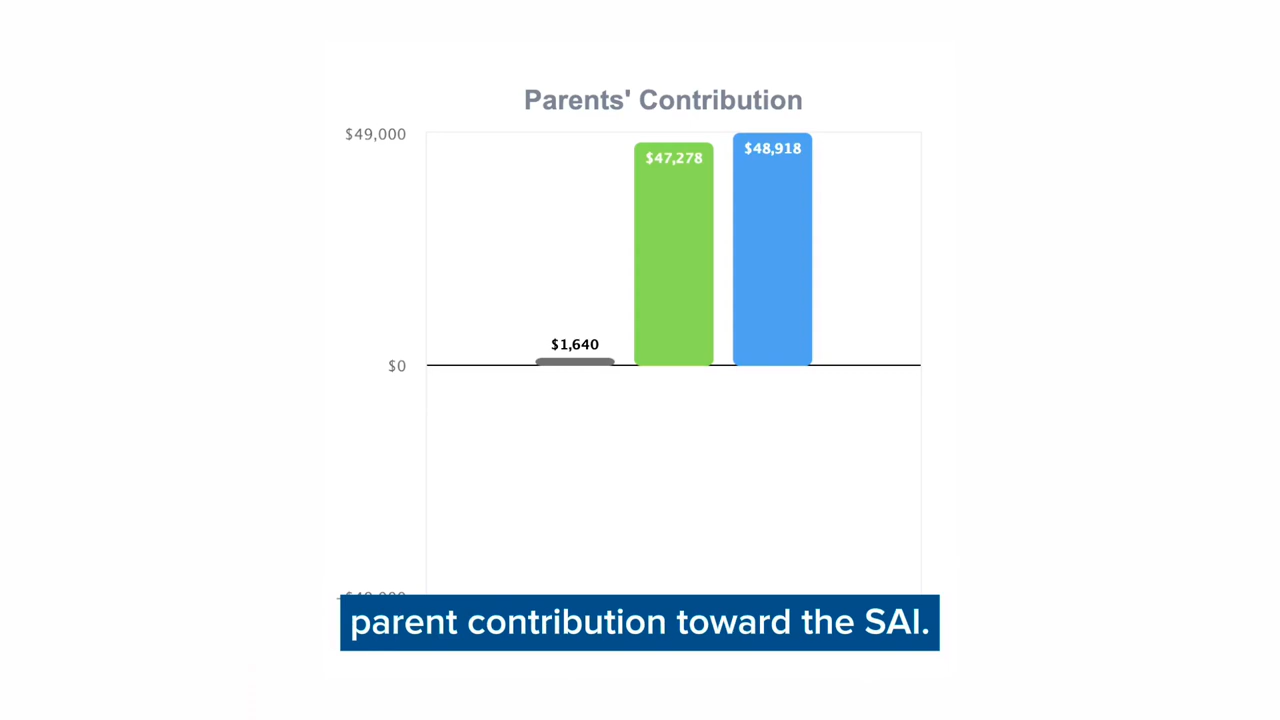 Parents' Contribution
$49,000
$47,278
$48,918
$1,640
$0
parent contribution toward the SAI.